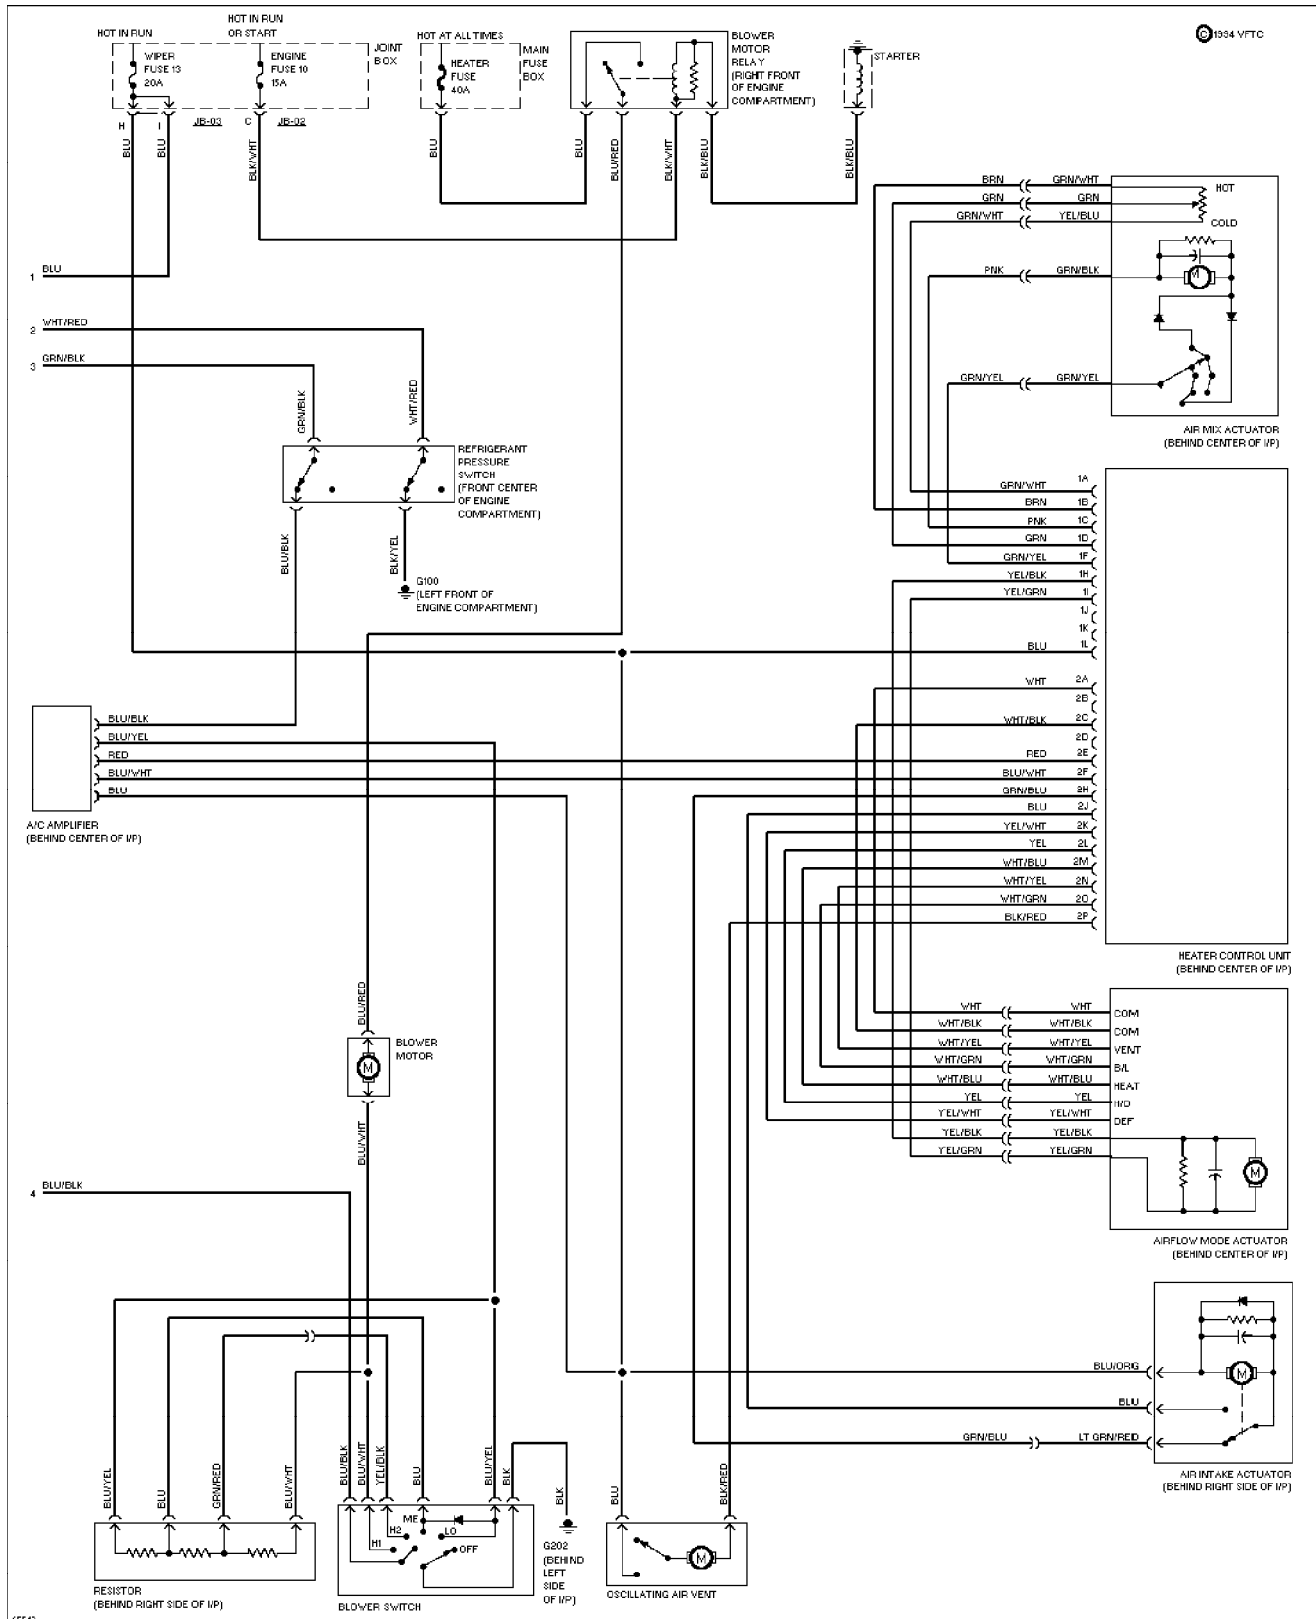 HOT IN RUN
HOT IN RUN
OR START
WIPER
FUSE 13
20A
ENGINE
FUSE 10
15A
JOINT
BOX
HOT AT ALL TIMES
HEATER
FUSE
40A
MAIN
FUSE
BOX
BLOWER
MOTOR
RELAY
(RIGHT FRONT
OF ENGINE
COMPARTMENT)
STARTER
©1994 VFTC
H
I
JB-03
C
JB-02
BLU
BLU
BLK/WHT
BLU
BLU
BLU/RED
BLK/WHT
BLK/BLU
BLK/BLU
BRN
GRN/WHT
GRN
GRN
GRN/WHT
YEL/BLU
PNK
GRN/BLK
GRN/YEL
GRN/YEL
HOT
COLD
M
AIR MIX ACTUATOR
(BEHIND CENTER OF I/P)
1 BLU
2 WHT/RED
3 GRN/BLK
GRN/BLK
WHT/RED
REFRIGERANT
PRESSURE
SWITCH
(FRONT CENTER
OF ENGINE
COMPARTMENT)
BLU/BLK
BLK/YEL
G100
(LEFT FRONT OF
ENGINE COMPARTMENT)
GRN/WHT 1A
BRN 1B
PNK 1C
GRN 1D
GRN/YEL 1F
YEL/BLK 1H
YEL/GRN 1I
1J
1K
BLU 1L
WHT 2A
2B
WHT/BLK 2C
2D
RED 2E
BLU/WHT 2F
GRN/BLU 2H
BLU 2J
YEL/WHT 2K
YEL 2L
WHT/BLU 2M
WHT/YEL 2N
WHT/GRN 2O
BLK/RED 2P
HEATER CONTROL UNIT
(BEHIND CENTER OF I/P)
BLU/BLK
BLU/YEL
RED
BLU/WHT
BLU
A/C AMPLIFIER
(BEHIND CENTER OF I/P)
BLU/RED
BLOWER
MOTOR
M
BLU/WHT
WHT WHT COM
WHT/BLK WHT/BLK COM
WHT/YEL WHT/YEL VENT
WHT/GRN WHT/GRN B/L
WHT/BLU WHT/BLU HEAT
YEL YEL H/D
YEL/WHT YEL/WHT DEF
YEL/BLK YEL/BLK
YEL/GRN YEL/GRN
M
AIRFLOW MODE ACTUATOR
(BEHIND CENTER OF I/P)
4 BLU/BLK
BLU/ORG
BLU
GRN/BLU
LT GRN/RED
M
AIR INTAKE ACTUATOR
(BEHIND RIGHT SIDE OF I/P)
BLU/YEL
BLU
GRN/RED
BLU/WHT
BLU/BLK
BLU/WHT
YEL/BLK
BLU
BLU/YEL
BLK
BLK
BLU
BLK/RED
ME
H2
LO
H1
OFF
M
G202
(BEHIND
LEFT
SIDE
OF I/P)
RESISTOR
(BEHIND RIGHT SIDE OF I/P)
BLOWER SWITCH
OSCILLATING AIR VENT